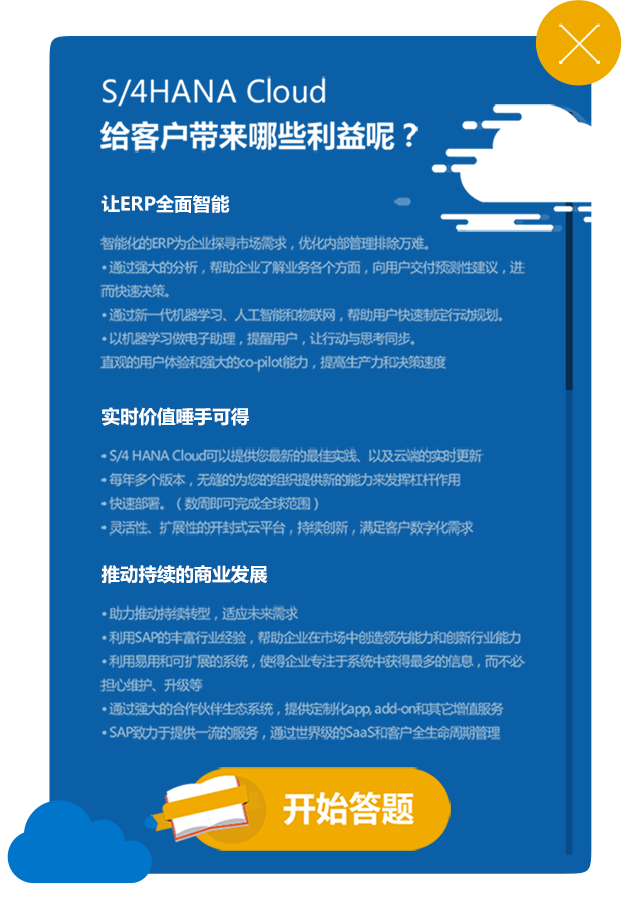 S/4HANA Cloud
给客户带来哪些利益呢？
让ERP全面智能
智能化的ERP为企业探寻市场需求，优化内部管理排除万难。
• 通过强大的分析，帮助企业了解业务各个方面，向用户交付预测性建议，进
而快速决策。
• 通过新一代机器学习、人工智能和物联网，帮助用户快速制定行动规划。
• 以机器学习做电子助理，提醒用户，让行动与思考同步。
直观的用户体验和强大的co-pilot能力，提高生产力和决策速度
实时价值唾手可得
• S/4 HANA Cloud可以提供您最新的最佳实践、以及云端的实时更新
• 每年多个版本，无缝的为您的组织提供新的能力来发挥杠杆作用
• 快速部署。（数周即可完成全球范围）
• 灵活性、扩展性的开封式云平台，持续创新，满足客户数字化需求
推动持续的商业发展
• 助力推动持续转型，适应未来需求
• 利用SAP的丰富行业经验，帮助企业在市场中创造领先能力和创新行业能力
• 利用易用和可扩展的系统，使得企业专注于系统中获得最多的信息，而不必
担心维护、升级等
• 通过强大的合作伙伴生态系统，提供定制化app, add-on和其它增值服务
• SAP致力于提供一流的服务，通过世界级的SaaS和客户全生命周期管理
开始答题